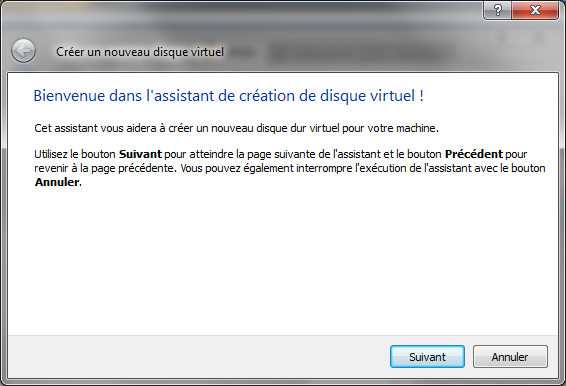 Créer un nouveau disque virtuel
Bienvenue dans l'assistant de création de disque virtuel !
Cet assistant vous aidera à créer un nouveau disque dur virtuel pour votre machine.
Utilisez le bouton Suivant pour atteindre la page suivante de l'assistant et le bouton Précédent pour
revenir à la page précédente. Vous pouvez également interrompre l'exécution de l'assistant avec le bouton
Annuler.
Suivant
Annuler